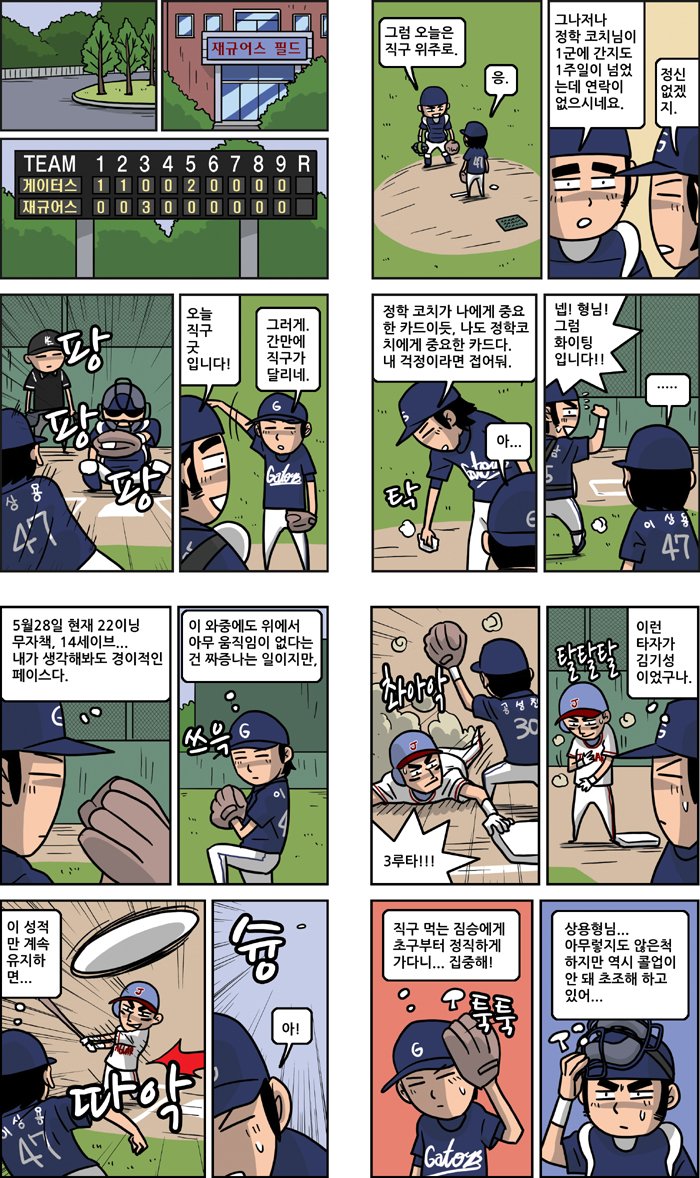 재규어스 필드
TEAM 1 2 3 4 5 6 7 8 9 R
게이터스 1 1 0 0 2 0 0 0 0
재규어스 0 0 3 0 0 0 0 0 0
그럼 오늘은
직구 위주로.
응.
47
그나저나
정학 코치님이
1군에 간지도
1주일이 넘었
는데 연락이
없으시네요.
정신
없겠
지.
팡
팡
팡
상용
47
오늘
직구
굿
입니다!
그러게.
간만에
직구가
달리네.
G
Gators
정학 코치가 나에게 중요
한 카드이듯, 나도 정학코
치에게 중요한 카드다.
내 걱정이라면 접어둬.
아...
탁
G
넵! 형님!
그럼
화이팅
입니다!!
.....
5
이상용
47
5월28일 현재 22이닝
무자책, 14세이브...
내가 생각해봐도 경이적인
페이스다.
G
이 와중에도 위에서
아무 움직임이 없다는
건 짜증나는 일이지만,
쓰윽
G
이
4
촤아악
공성진
30
J
3루타!!!
이런
타자가
김기성
이었구나.
탈탈탈
J
이 성적
만 계속
유지하
면...
J
따악
이상용
47
슝
아!
G
직구 먹는 짐승에게
초구부터 정직하게
가다니... 집중해!
툭툭
G
Gators
상용형님...
아무렇지도 않은척
하지만 역시 콜업이
안 돼 초조해 하고
있어...